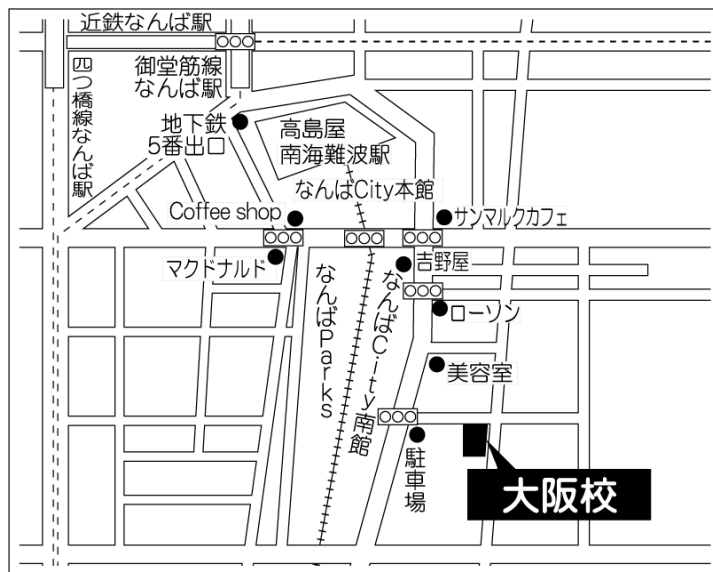 近鉄なんば駅
四つ橋線なんば駅
御堂筋線
なんば駅
地下鉄
5番出口
高島屋
南海難波駅
なんばCity本館
Coffee shop
サンマルクカフェ
マクドナルド
吉野屋
なんばParks
なんばCity南館
ローソン
美容室
駐車場
大阪校